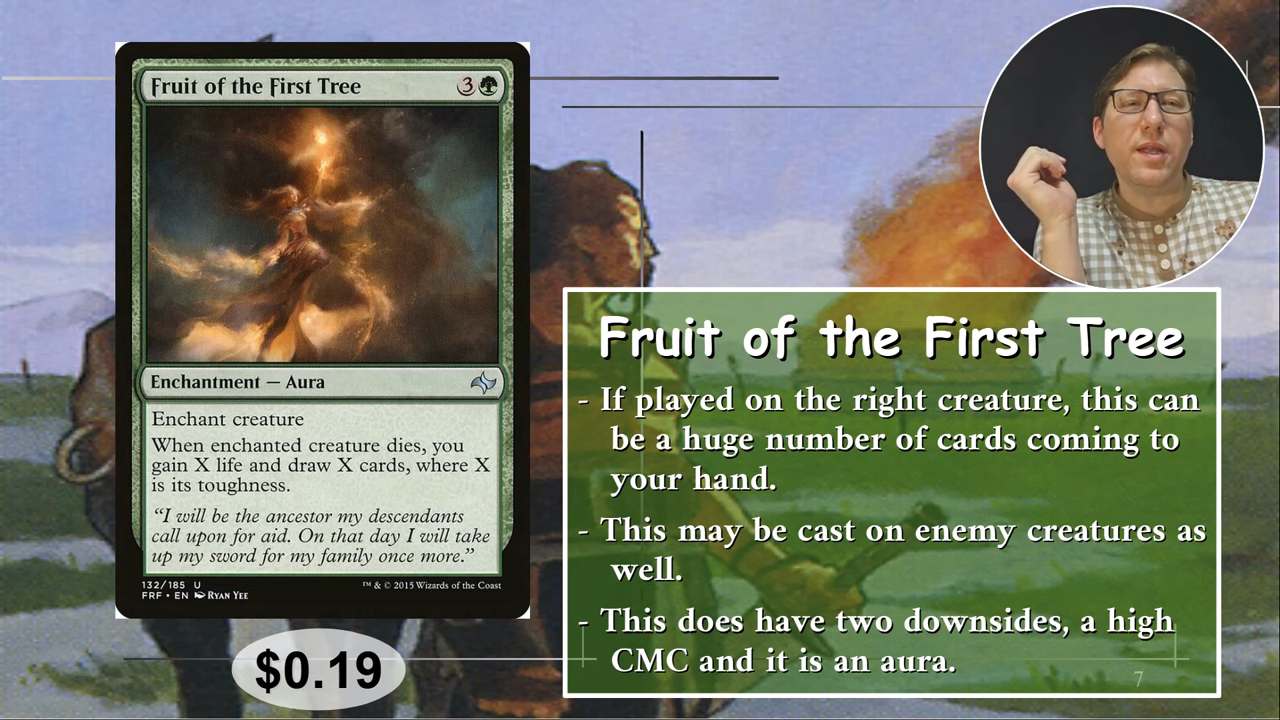 Fruit of the First Tree 3
Enchantment — Aura
Enchant creature
When enchanted creature dies, you
gain X life and draw X cards, where X
is its toughness.
“I will be the ancestor my descendants
call upon for aid. On that day I will take
up my sword for my family once more.”
132/185 U
FRF • EN RYAN YEE
™ & © 2015 Wizards of the Coast
$0.19
Fruit of the First Tree
- If played on the right creature, this can
be a huge number of cards coming to
your hand.
- This may be cast on enemy creatures as
well.
- This does have two downsides, a high
CMC and it is an aura.
7